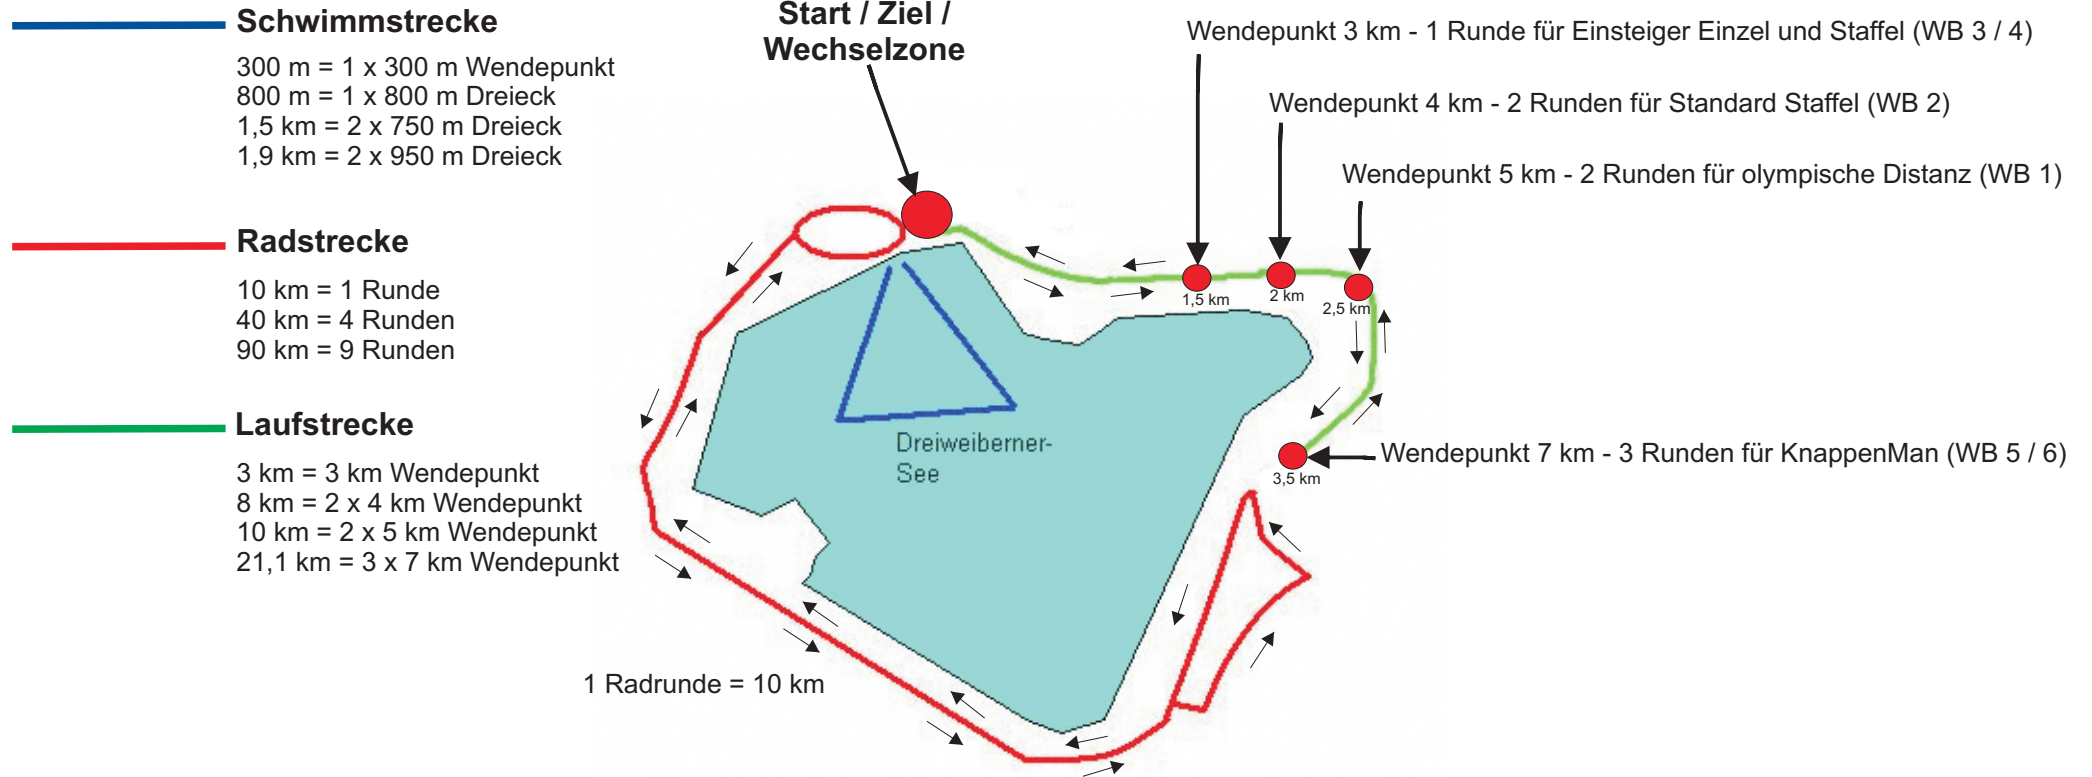 Schwimmstrecke
300 m = 1 x 300 m Wendepunkt
800 m = 1 x 800 m Dreieck
1,5 km = 2 x 750 m Dreieck
1,9 km = 2 x 950 m Dreieck
Radstrecke
10 km = 1 Runde
40 km = 4 Runden
90 km = 9 Runden
Laufstrecke
3 km = 3 km Wendepunkt
8 km = 2 x 4 km Wendepunkt
10 km = 2 x 5 km Wendepunkt
21,1 km = 3 x 7 km Wendepunkt
Start / Ziel /
Wechselzone
Wendepunkt 3 km - 1 Runde für Einsteiger Einzel und Staffel (WB 3 / 4)
Wendepunkt 4 km - 2 Runden für Standard Staffel (WB 2)
Wendepunkt 5 km - 2 Runden für olympische Distanz (WB 1)
1,5 km
2 km
2,5 km
Dreiweiberner-
See
Wendepunkt 7 km - 3 Runden für KnappenMan (WB 5 / 6)
3,5 km
1 Radrunde = 10 km